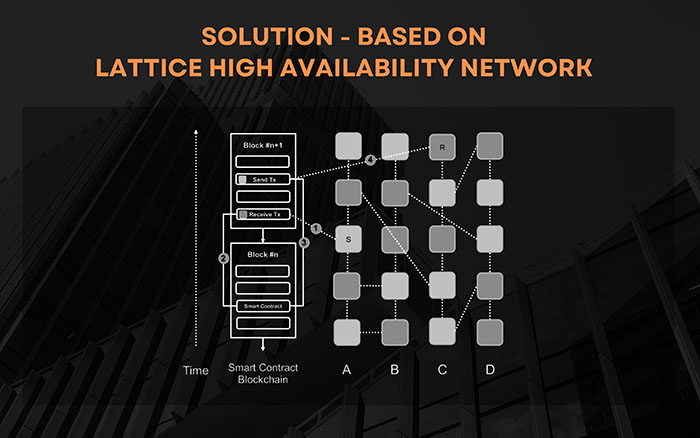 SOLUTION - BASED ON
LATTICE HIGH AVAILABILITY NETWORK
Block #n+1
Send Tx
Receive Tx
Block #n
Smart Contract
1
2
3
4
R
S
Time
Smart Contract
Blockchain
A
B
C
D